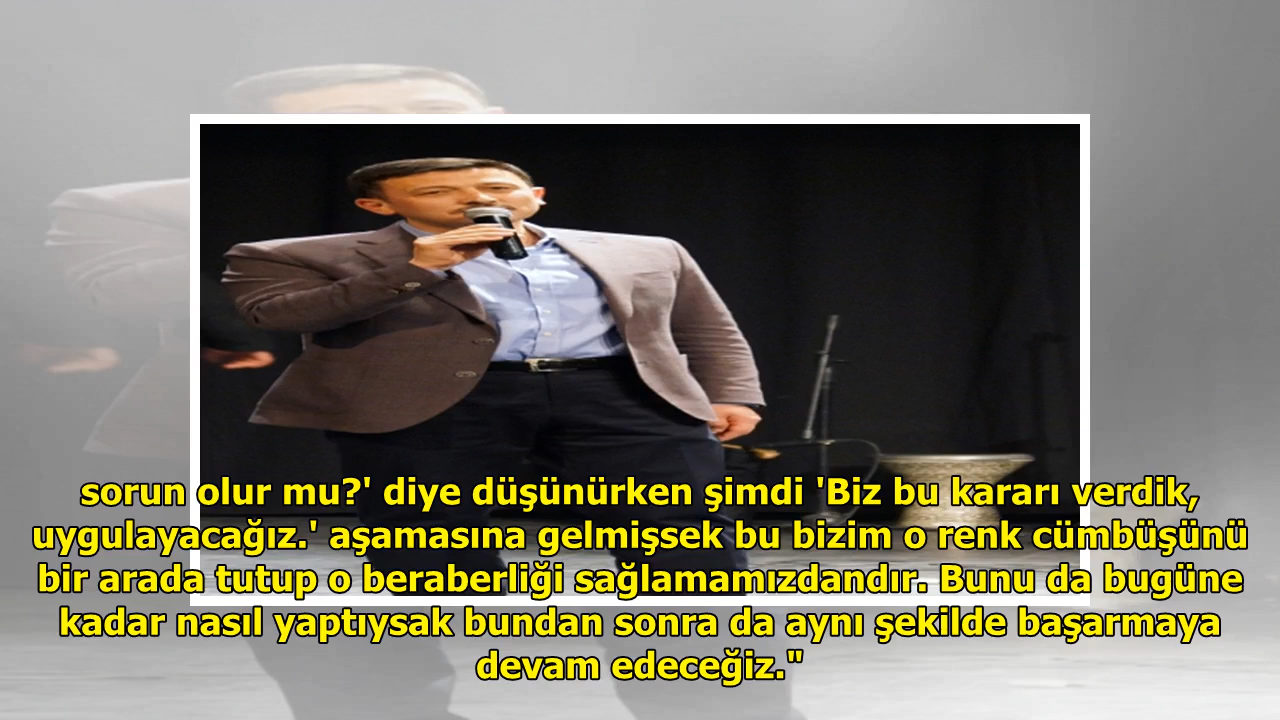 sorun olur mu?' diye düşünürken şimdi 'Biz bu kararı verdik,
uygulayacağız.' aşamasına gelmişsek bu bizim o renk cümbüşünü
bir arada tutup o beraberliği sağlamamızdandır. Bunu da bugüne
kadar nasıl yaptıysak bundan sonra da aynı şekilde başarmaya
devam edeceğiz."